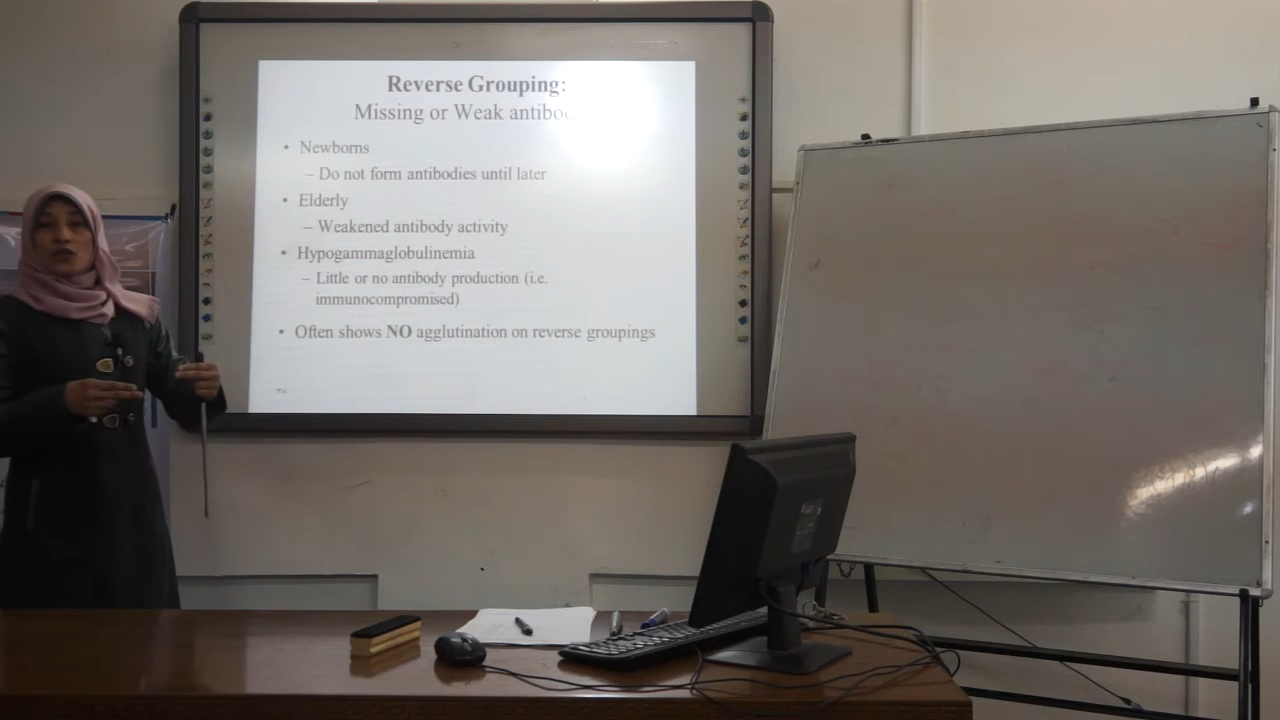 Reverse Grouping:
Missing or Weak antiboc
• Newborns
– Do not form antibodies until later
• Elderly
– Weakened antibody activity
• Hypogammaglobulinemia
– Little or no antibody production (i.e.
immunocompromised)
• Often shows NO agglutination on reverse groupings